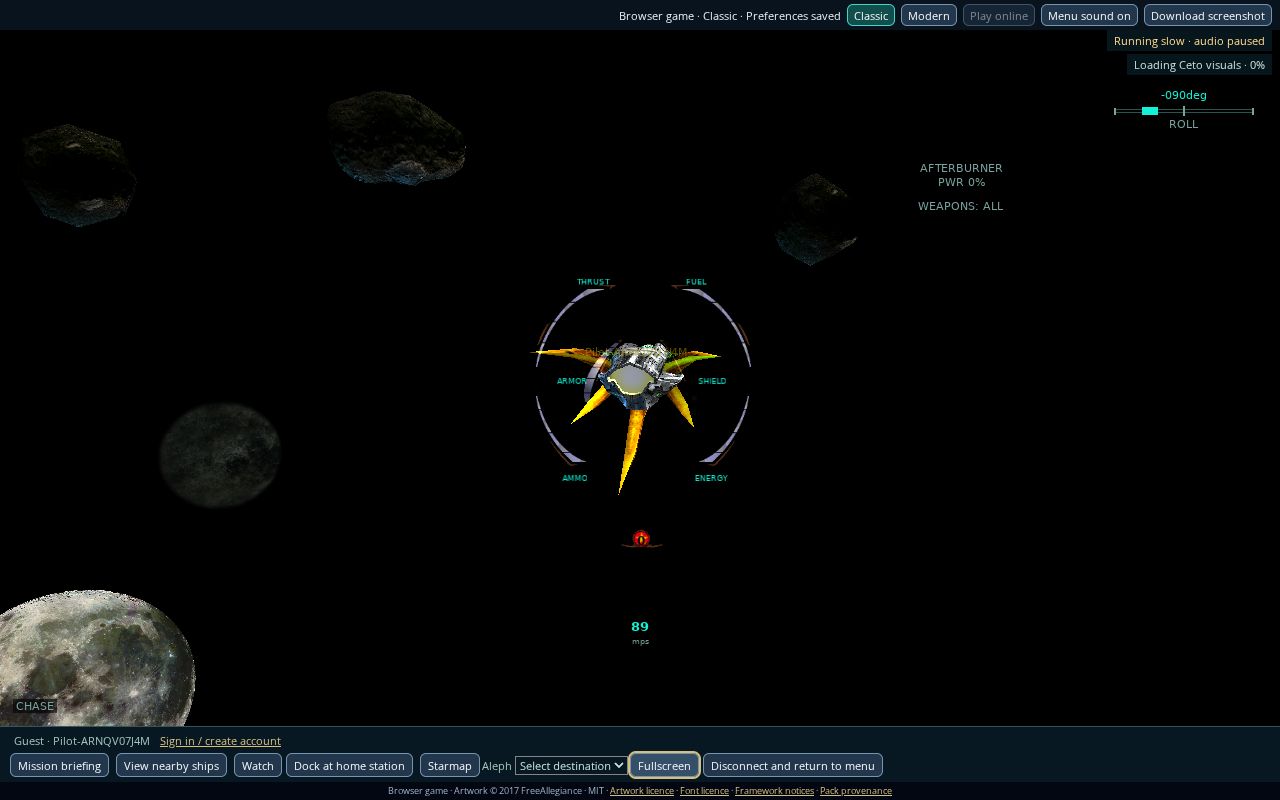 Browser game · Classic · Preferences saved Classic Modern Play online Menu sound on Download screenshot
Running slow · audio paused
Loading Ceto visuals · 0%
-090deg
ROLL
AFTERBURNER
PWR 0%
WEAPONS: ALL
THRUST FUEL
ARMOR SHIELD
AMMO ENERGY
89
mps
CHASE
Guest · Pilot-ARNQV07J4M Sign in / create account
Mission briefing View nearby ships Watch Dock at home station Starmap Aleph Select destination Fullscreen Disconnect and return to menu
Browser game · Artwork © 2017 FreeAllegiance · MIT · Artwork licence · Font licence · Framework notices · Pack provenance